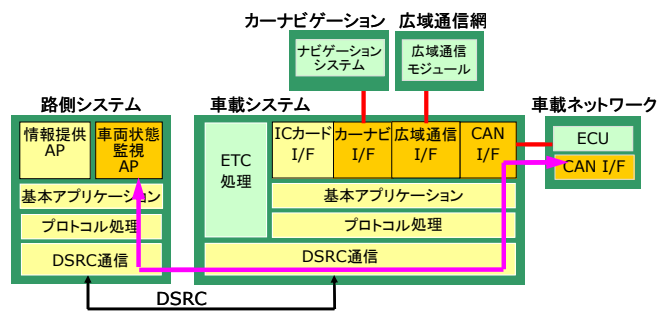 カーナビゲーション
広域通信網
ナビゲーション
システム
広域通信
モジュール
路側システム
車載システム
車載ネットワーク
情報提供
AP
車両状態
監視
AP
基本アプリケーション
プロトコル処理
DSRC通信
ETC
処理
ICカード
I/F
カーナビ
I/F
広域通信
I/F
CAN
I/F
基本アプリケーション
プロトコル処理
DSRC通信
ECU
CAN I/F
DSRC